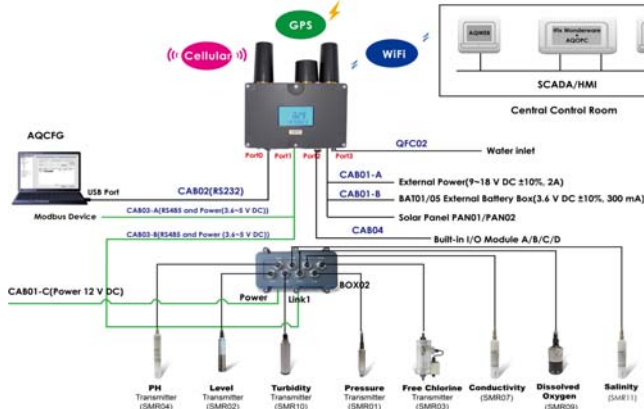 GPS
Cellular
WiFi
AQWEB
iFix Wonderware
+
AQOPC
SCADA/HMI
Central Control Room
AQCFG
Port0
Port1
Port2
Port3
QFC02
Water inlet
CAB01-A
External Power(9~18 V DC ±10%, 2A)
CAB01-B
BAT01/05 External Battery Box(3.6 V DC ±10%, 300 mA)
Solar Panel PAN01/PAN02
CAB04
Built-in I/O Module A/B/C/D
USB Port
CAB02(RS232)
Modbus Device
CAB03-A(RS485 and Power(3.6~5 V DC))
CAB03-B(RS485 and Power (3.6~5 V DC))
CAB01-C(Power 12 V DC)
Power
Link1
BOX02
PH
Transmitter
(SMR04)
Level
Transmitter
(SMR02)
Turbidity
Transmitter
(SMR10)
Pressure
Transmitter
(SMR01)
Free Chlorine
Transmitter
(SMR03)
Conductivity
(SMR07)
Dissolved
Oxygen
(SMR09)
Salinity
(SMR11)